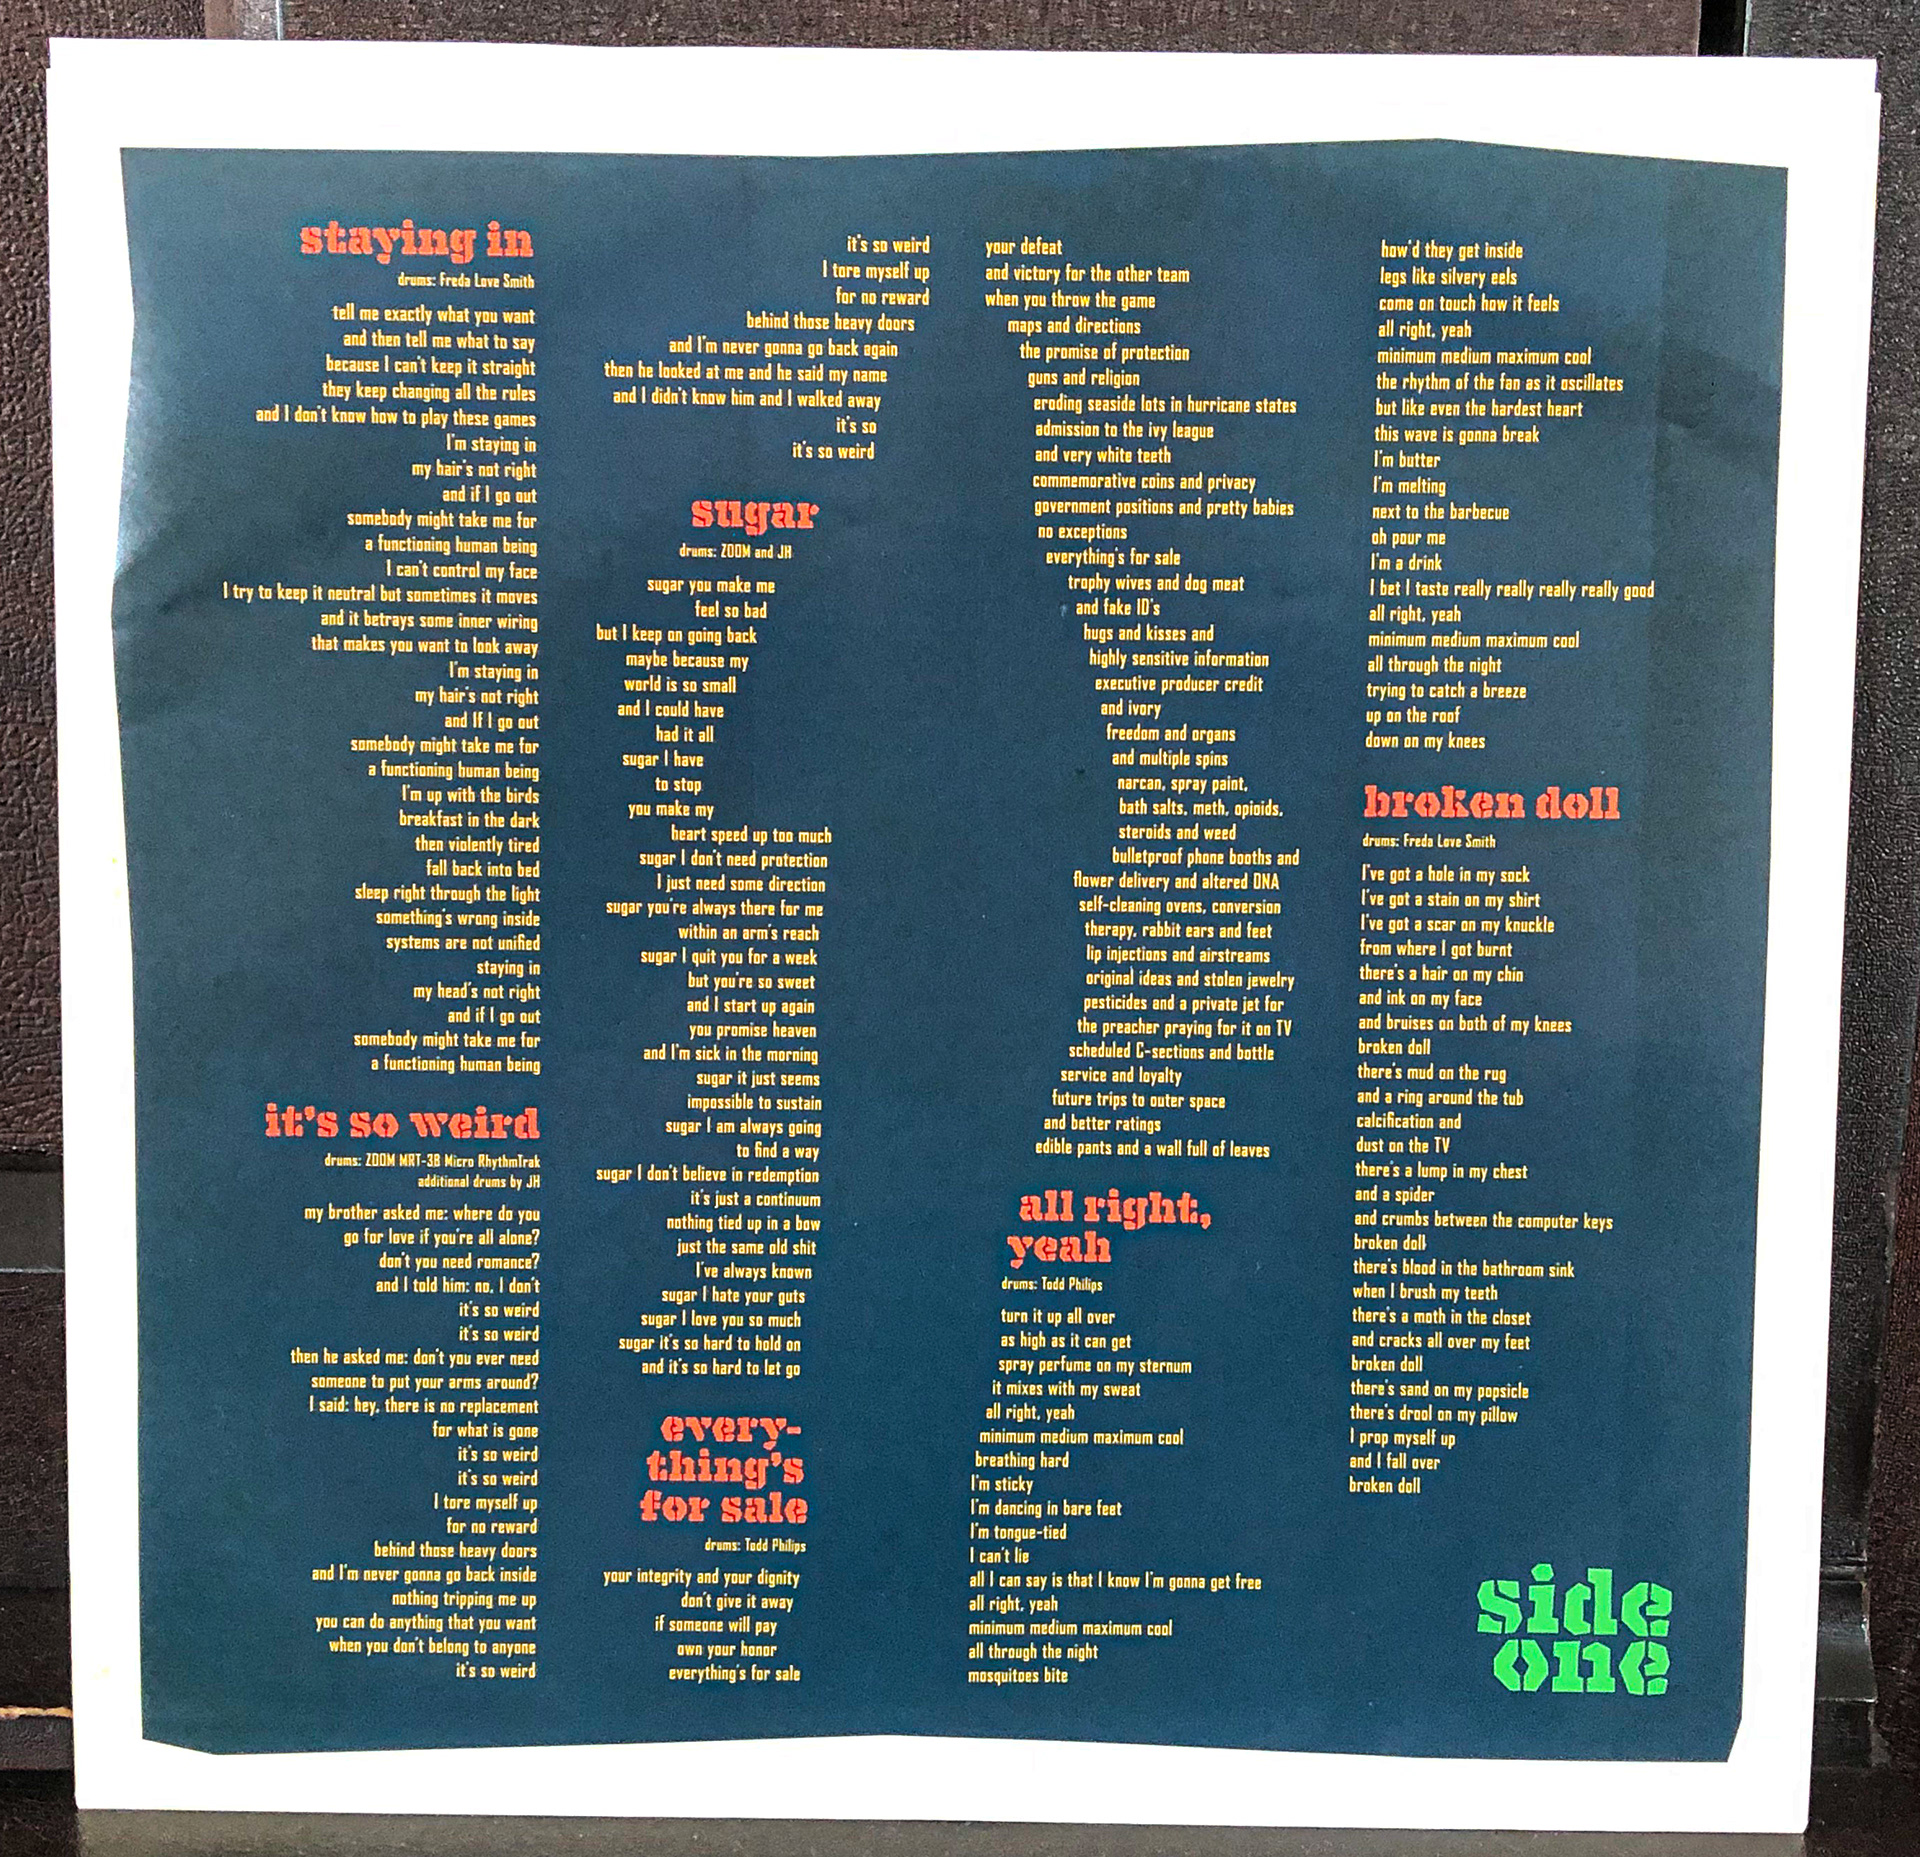 staying in
drums: Freda Love Smith
tell me exactly what you want
and then tell me what to say
because I can't keep it straight
they keep changing all the rules
and I don't know how to play these games
I'm staying in
my hair's not right
and if I go out
somebody might take me for
a functioning human being
I can't control my face
I try to keep it neutral but sometimes it moves
and it betrays some inner wiring
that makes you want to look away
I'm staying in
my hair's not right
and If I go out
somebody might take me for
a functioning human being
I'm up with the birds
breakfast in the dark
then violently tired
fall back into bed
sleep right through the light
something's wrong inside
systems are not unified
staying in
my head's not right
and if I go out
somebody might take me for
a functioning human being
it's so weird
drums: ZOOM MRT-3B Micro RhythmTrak
additional drums by JH
my brother asked me: where do you
go for love if you're all alone?
don't you need romance?
and I told him: no, I don't
it's so weird
it's so weird
then he asked me: don't you ever need
someone to put your arms around?
I said: hey, there is no replacement
for what is gone
it's so weird
it's so weird
I tore myself up
for no reward
behind those heavy doors
and I'm never gonna go back inside
nothing tripping me up
you can do anything that you want
when you don't belong to anyone
it's so weird
it's so weird
I tore myself up
for no reward
behind those heavy doors
and I'm never gonna go back again
then he looked at me and he said my name
and I didn't know him and I walked away
it's so
it's so weird
sugar
drums: ZOOM and JH
sugar you make me
feel so bad
but I keep on going back
maybe because my
world is so small
and I could have
had it all
sugar I have
to stop
you make my
heart speed up too much
sugar I don't need protection
I just need some direction
sugar you're always there for me
within an arm's reach
sugar I quit you for a week
but you're so sweet
and I start up again
you promise heaven
and I'm sick in the morning
sugar it just seems
impossible to sustain
sugar I am always going
to find a way
sugar I don't believe in redemption
it's just a continuum
nothing tied up in a bow
just the same old shit
I've always known
sugar I hate your guts
sugar I love you so much
sugar it's so hard to hold on
and it's so hard to let go
every-
thing's
for sale
drums: Todd Philips
your integrity and your dignity
don't give it away
if someone will pay
own your honor
everything's for sale
your defeat
and victory for the other team
when you throw the game
maps and directions
the promise of protection
guns and religion
eroding seaside lots in hurricane states
admission to the ivy league
and very white teeth
commemorative coins and privacy
government positions and pretty babies
no exceptions
everything's for sale
trophy wives and dog meat
and fake ID's
hugs and kisses and
highly sensitive information
executive producer credit
and ivory
freedom and organs
and multiple spins
narcan, spray paint,
bath salts, meth, opioids,
steroids and weed
bulletproof phone booths and
flower delivery and altered DNA
self-cleaning ovens, conversion
therapy, rabbit ears and feet
lip injections and airstreams
original ideas and stolen jewelry
pesticides and a private jet for
the preacher praying for it on TV
scheduled C-sections and bottle
service and loyalty
future trips to outer space
and better ratings
edible pants and a wall full of leaves
all right,
yeah
drums: Todd Philips
turn it up all over
as high as it can get
spray perfume on my sternum
it mixes with my sweat
all right, yeah
minimum medium maximum cool
breathing hard
I'm sticky
I'm dancing in bare feet
I'm tongue-tied
I can't lie
all I can say is that I know I'm gonna get free
all right, yeah
minimum medium maximum cool
all through the night
mosquitoes bite
how'd they get inside
legs like silvery eels
come on touch how it feels
all right, yeah
minimum medium maximum cool
the rhythm of the fan as it oscillates
but like even the hardest heart
this wave is gonna break
I'm butter
I'm melting
next to the barbecue
oh pour me
I'm a drink
I bet I taste really really really really good
all right, yeah
minimum medium maximum cool
all through the night
trying to catch a breeze
up on the roof
down on my knees
broken doll
drums: Freda Love Smith
I've got a hole in my sock
I've got a stain on my shirt
I've got a scar on my knuckle
from where I got burnt
there's a hair on my chin
and ink on my face
and bruises on both of my knees
broken doll
there's mud on the rug
and a ring around the tub
calcification and
dust on the TV
there's a lump in my chest
and a spider
and crumbs between the computer keys
broken doll
there's blood in the bathroom sink
when I brush my teeth
there's a moth in the closet
and cracks all over my feet
broken doll
there's sand on my popsicle
there's drool on my pillow
I prop myself up
and I fall over
broken doll
side
one